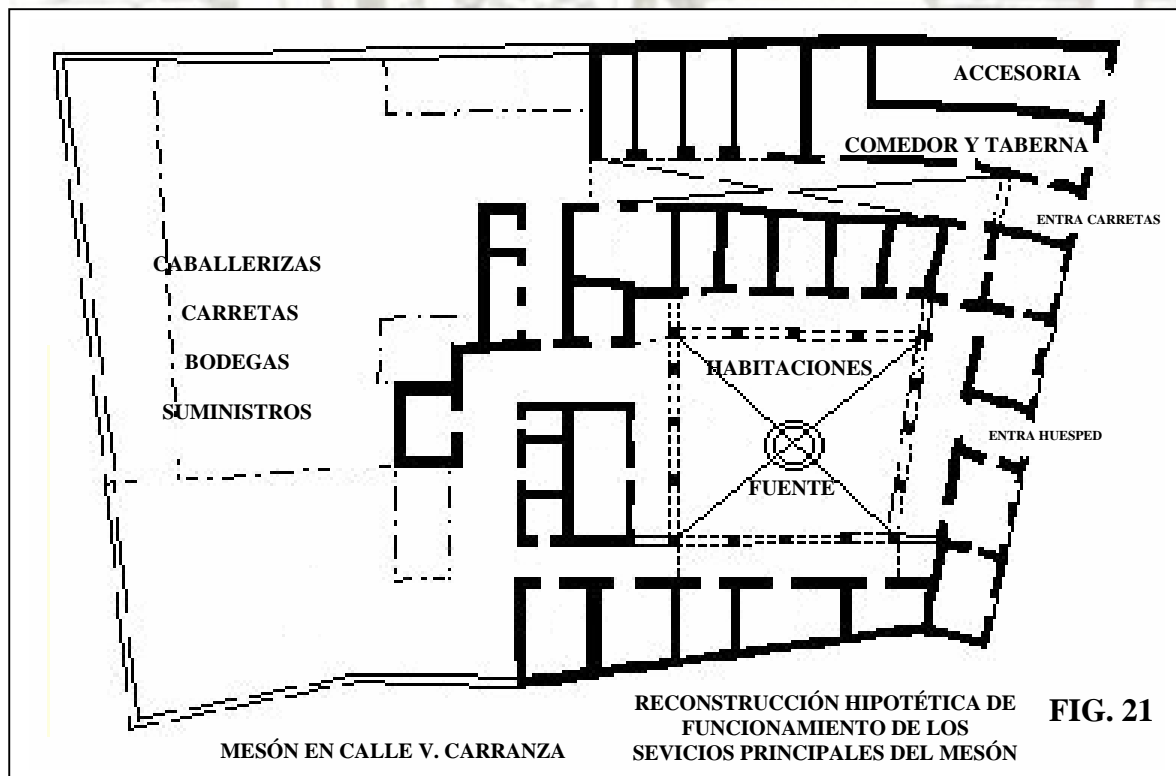 ACCESORIA
COMEDOR Y TABERNA
ENTRA CARRETAS
CABALLERIZAS
CARRETAS
BODEGAS
SUMINISTROS
HABITACIONES
ENTRA HUESPED
FUENTE
RECONSTRUCCIÓN HIPOTÉTICA DE
FUNCIONAMIENTO DE LOS
SEVICIOS PRINCIPALES DEL MESÓN
FIG. 21
MESÓN EN CALLE V. CARRANZA